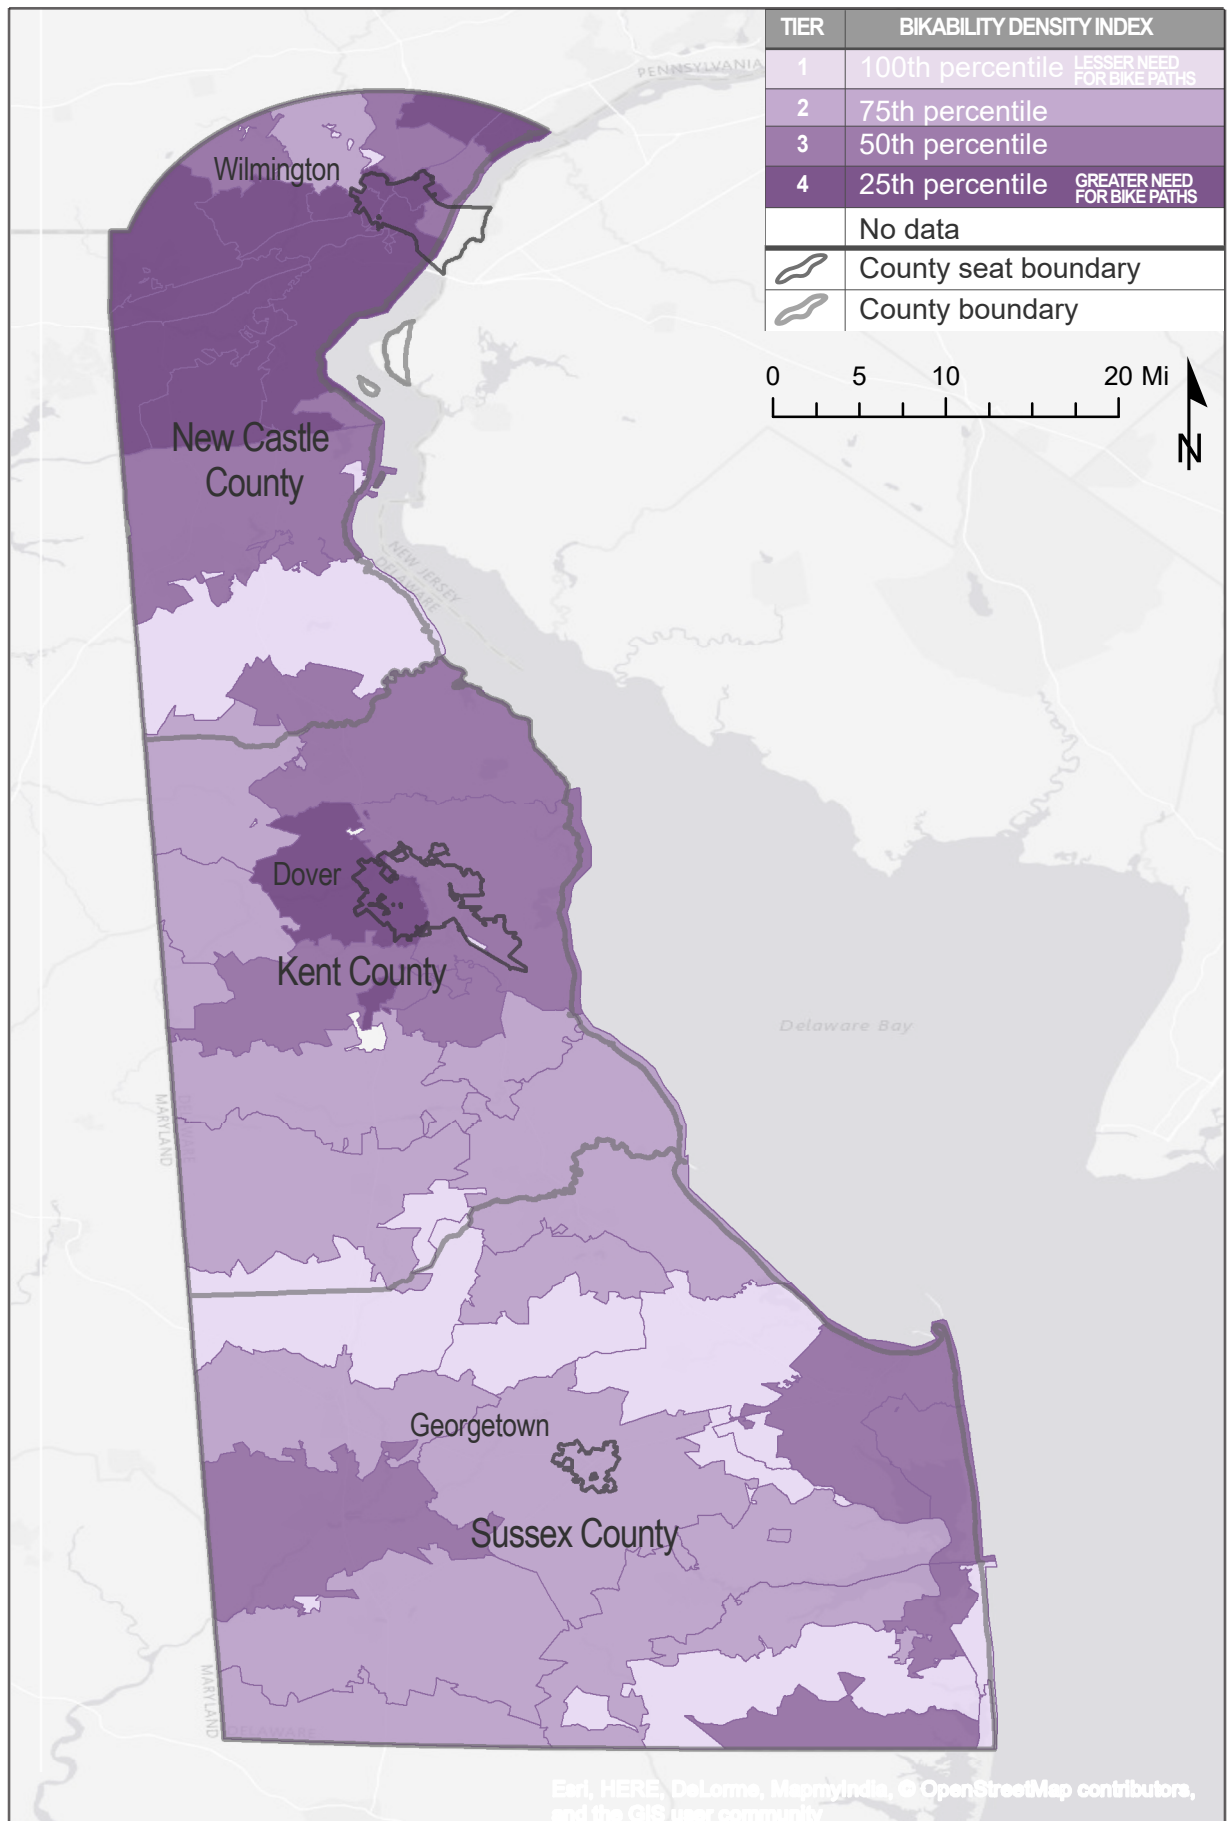 TIER BIKABILITY DENSITY INDEX
1 100th percentile LESSER NEED FOR BIKE PATHS
2 75th percentile
3 50th percentile
4 25th percentile GREATER NEED FOR BIKE PATHS
No data
County seat boundary
County boundary
0 5 10 20 Mi
N
PENNSYLVANIA
Wilmington
New Castle
County
NEW JERSEY
DELAWARE
Dover
Kent County
Delaware Bay
MARYLAND
DELAWARE
Georgetown
Sussex County
MARYLAND
DELAWARE
Esri, HERE, DeLorme, MapmyIndia, © OpenStreetMap contributors,
and the GIS user community